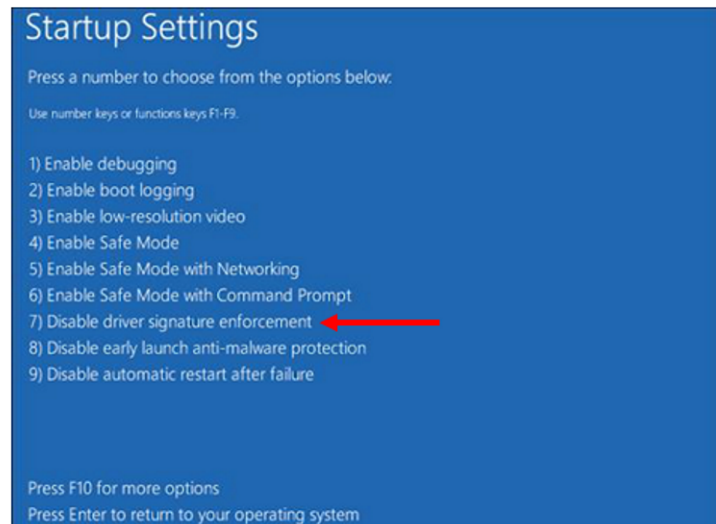 Startup Settings
Press a number to choose from the options below:
Use number keys or functions keys F1-F9.
1) Enable debugging
2) Enable boot logging
3) Enable low-resolution video
4) Enable Safe Mode
5) Enable Safe Mode with Networking
6) Enable Safe Mode with Command Prompt
7) Disable driver signature enforcement
8) Disable early launch anti-malware protection
9) Disable automatic restart after failure
Press F10 for more options
Press Enter to return to your operating system